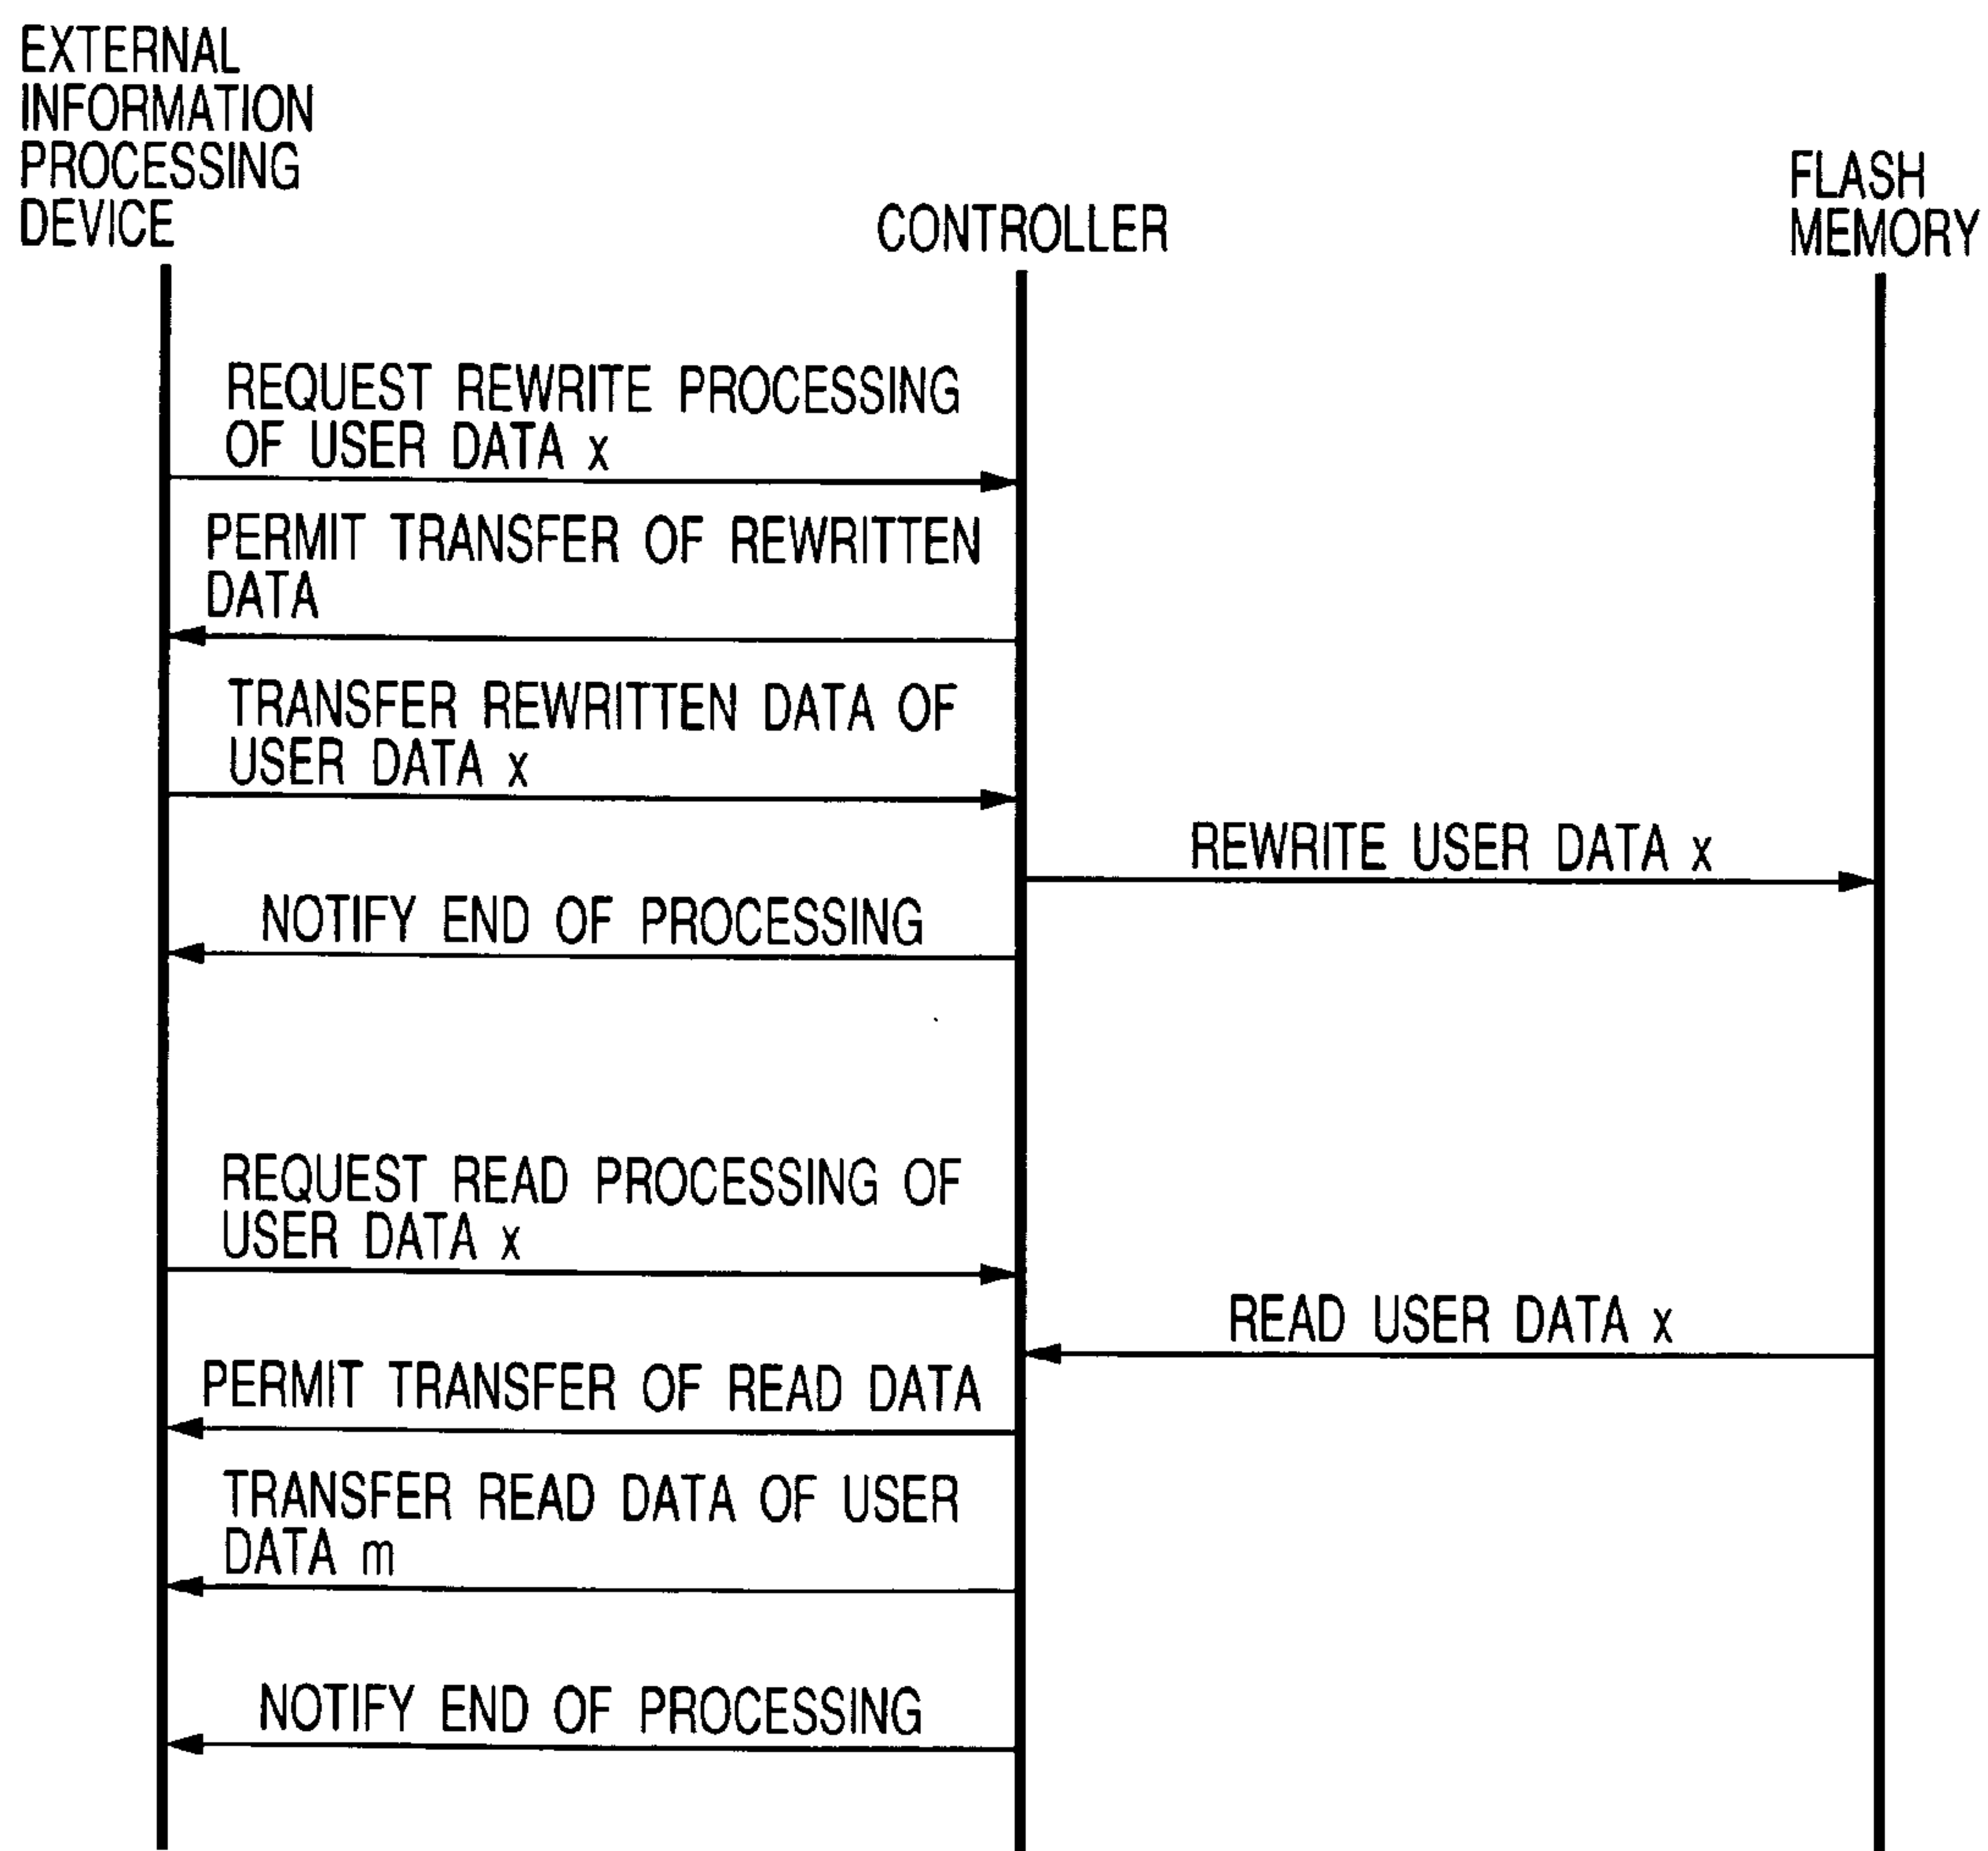 EXTERNAL
INFORMATION
PROCESSING
DEVICE
CONTROLLER
FLASH
MEMORY
REQUEST REWRITE PROCESSING
OF USER DATA x
PERMIT TRANSFER OF REWRITTEN
DATA
TRANSFER REWRITTEN DATA OF
USER DATA x
REWRITE USER DATA x
NOTIFY END OF PROCESSING
REQUEST READ PROCESSING OF
USER DATA x
READ USER DATA x
PERMIT TRANSFER OF READ DATA
TRANSFER READ DATA OF USER
DATA m
NOTIFY END OF PROCESSING